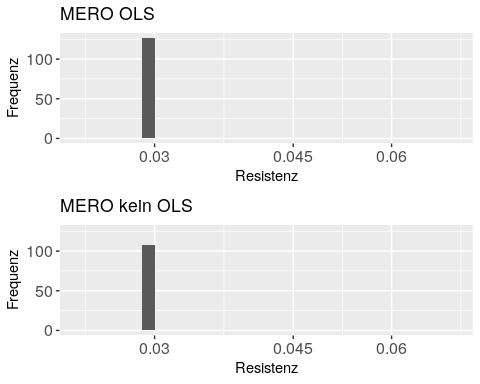 MERO OLS
Frequenz
100
50
0
0.03 0.045 0.06
Resistenz
MERO kein OLS
Frequenz
100
50
0
0.03 0.045 0.06
Resistenz